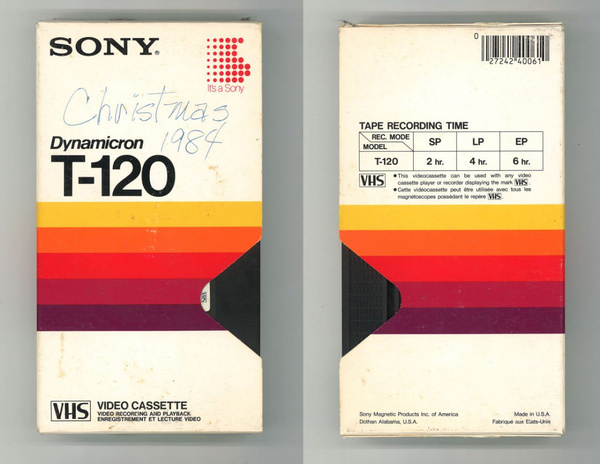 SONY®
It's a Sony
Christmas
1984
Dynamicron
T-120
VHS VIDEO CASSETTE
VIDEO RECORDING AND PLAYBACK
ENREGISTREMENT ET LECTURE VIDEO
0 27242 40061
TAPE RECORDING TIME
REC. MODE SP LP EP
MODEL
T-120 2 hr. 4 hr. 6 hr.
VHS ●This videocassette can be used with any video
cassette player or recorder displaying the mark VHS.
●Cette vidéocassette peut être utilisée avec tous les
magnétoscopes possédant le repère VHS.
Sony Magnetic Products Inc. of America Made in U.S.A.
Dothan Alabama, U.S.A. Fabriqué aux États-Unis